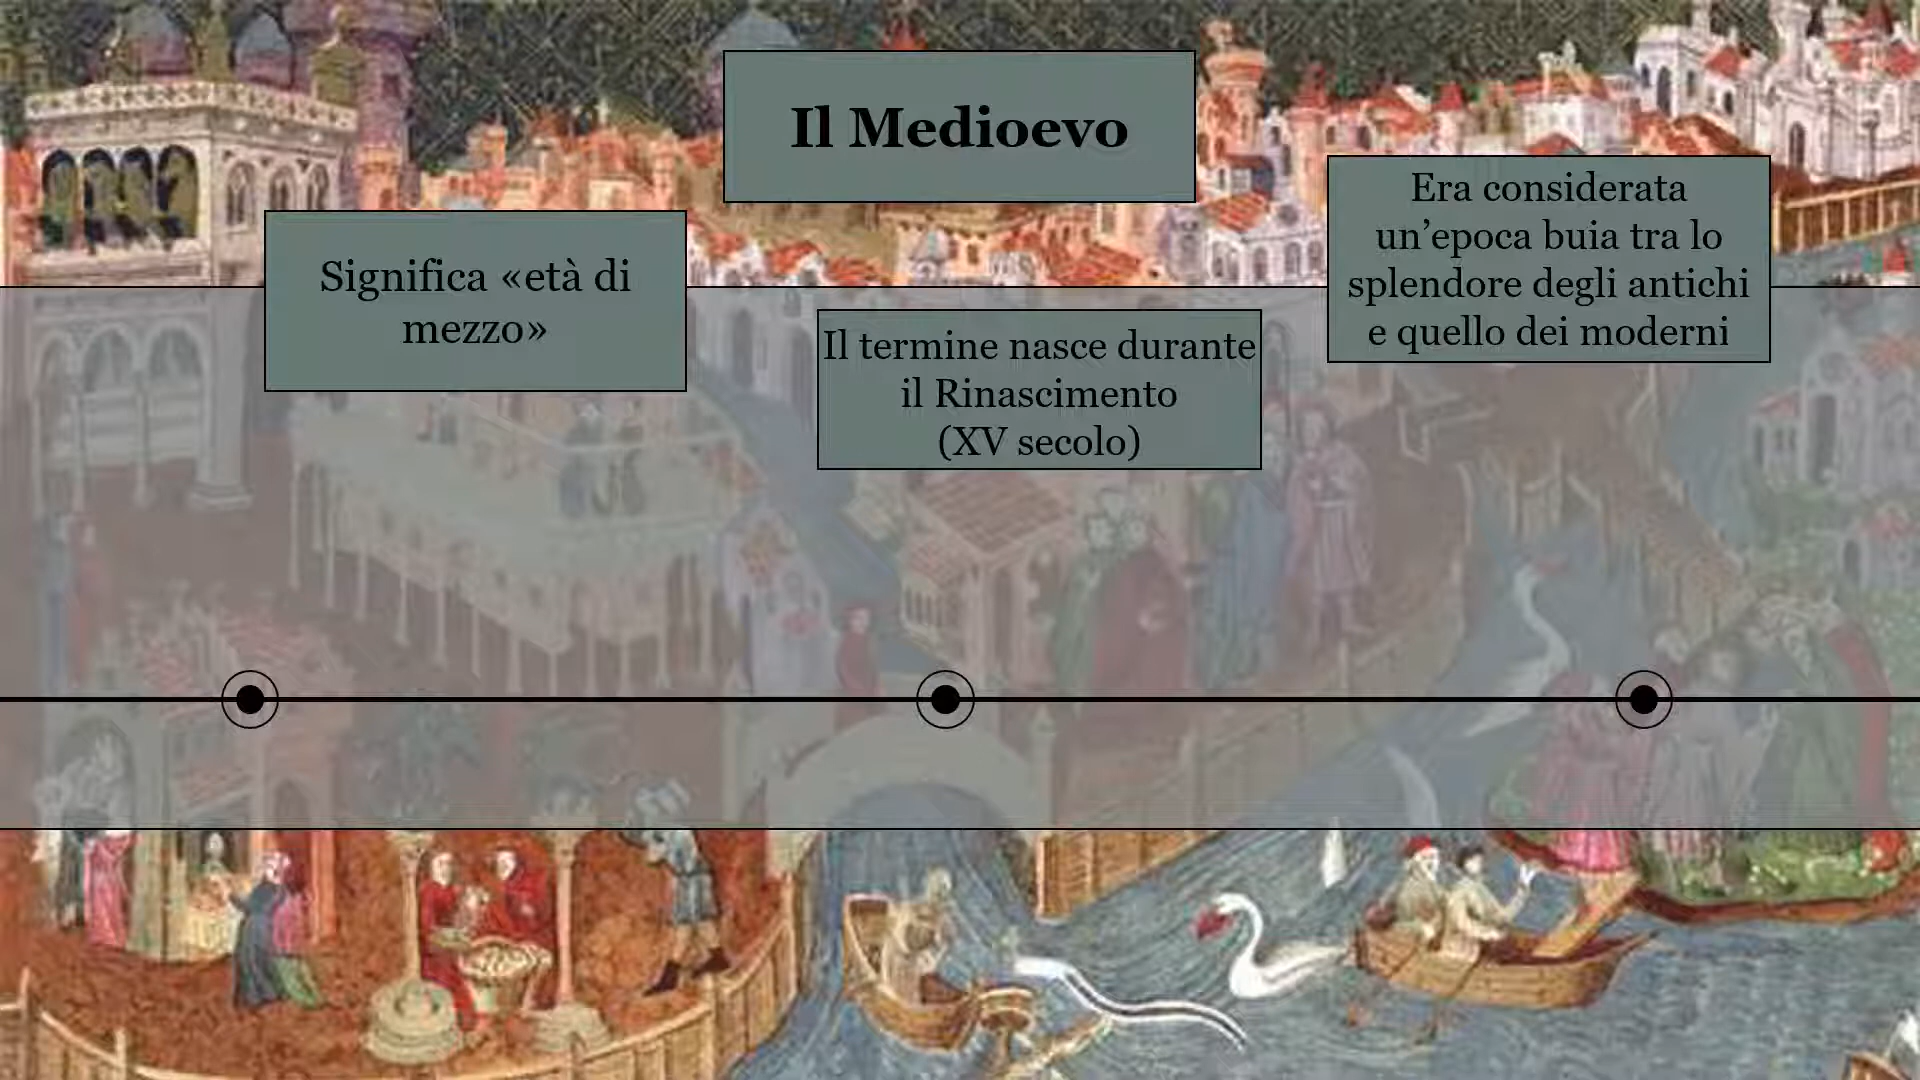 Il Medioevo
Significa «età di
mezzo»
Il termine nasce durante
il Rinascimento
(XV secolo)
Era considerata
un’epoca buia tra lo
splendore degli antichi
e quello dei moderni